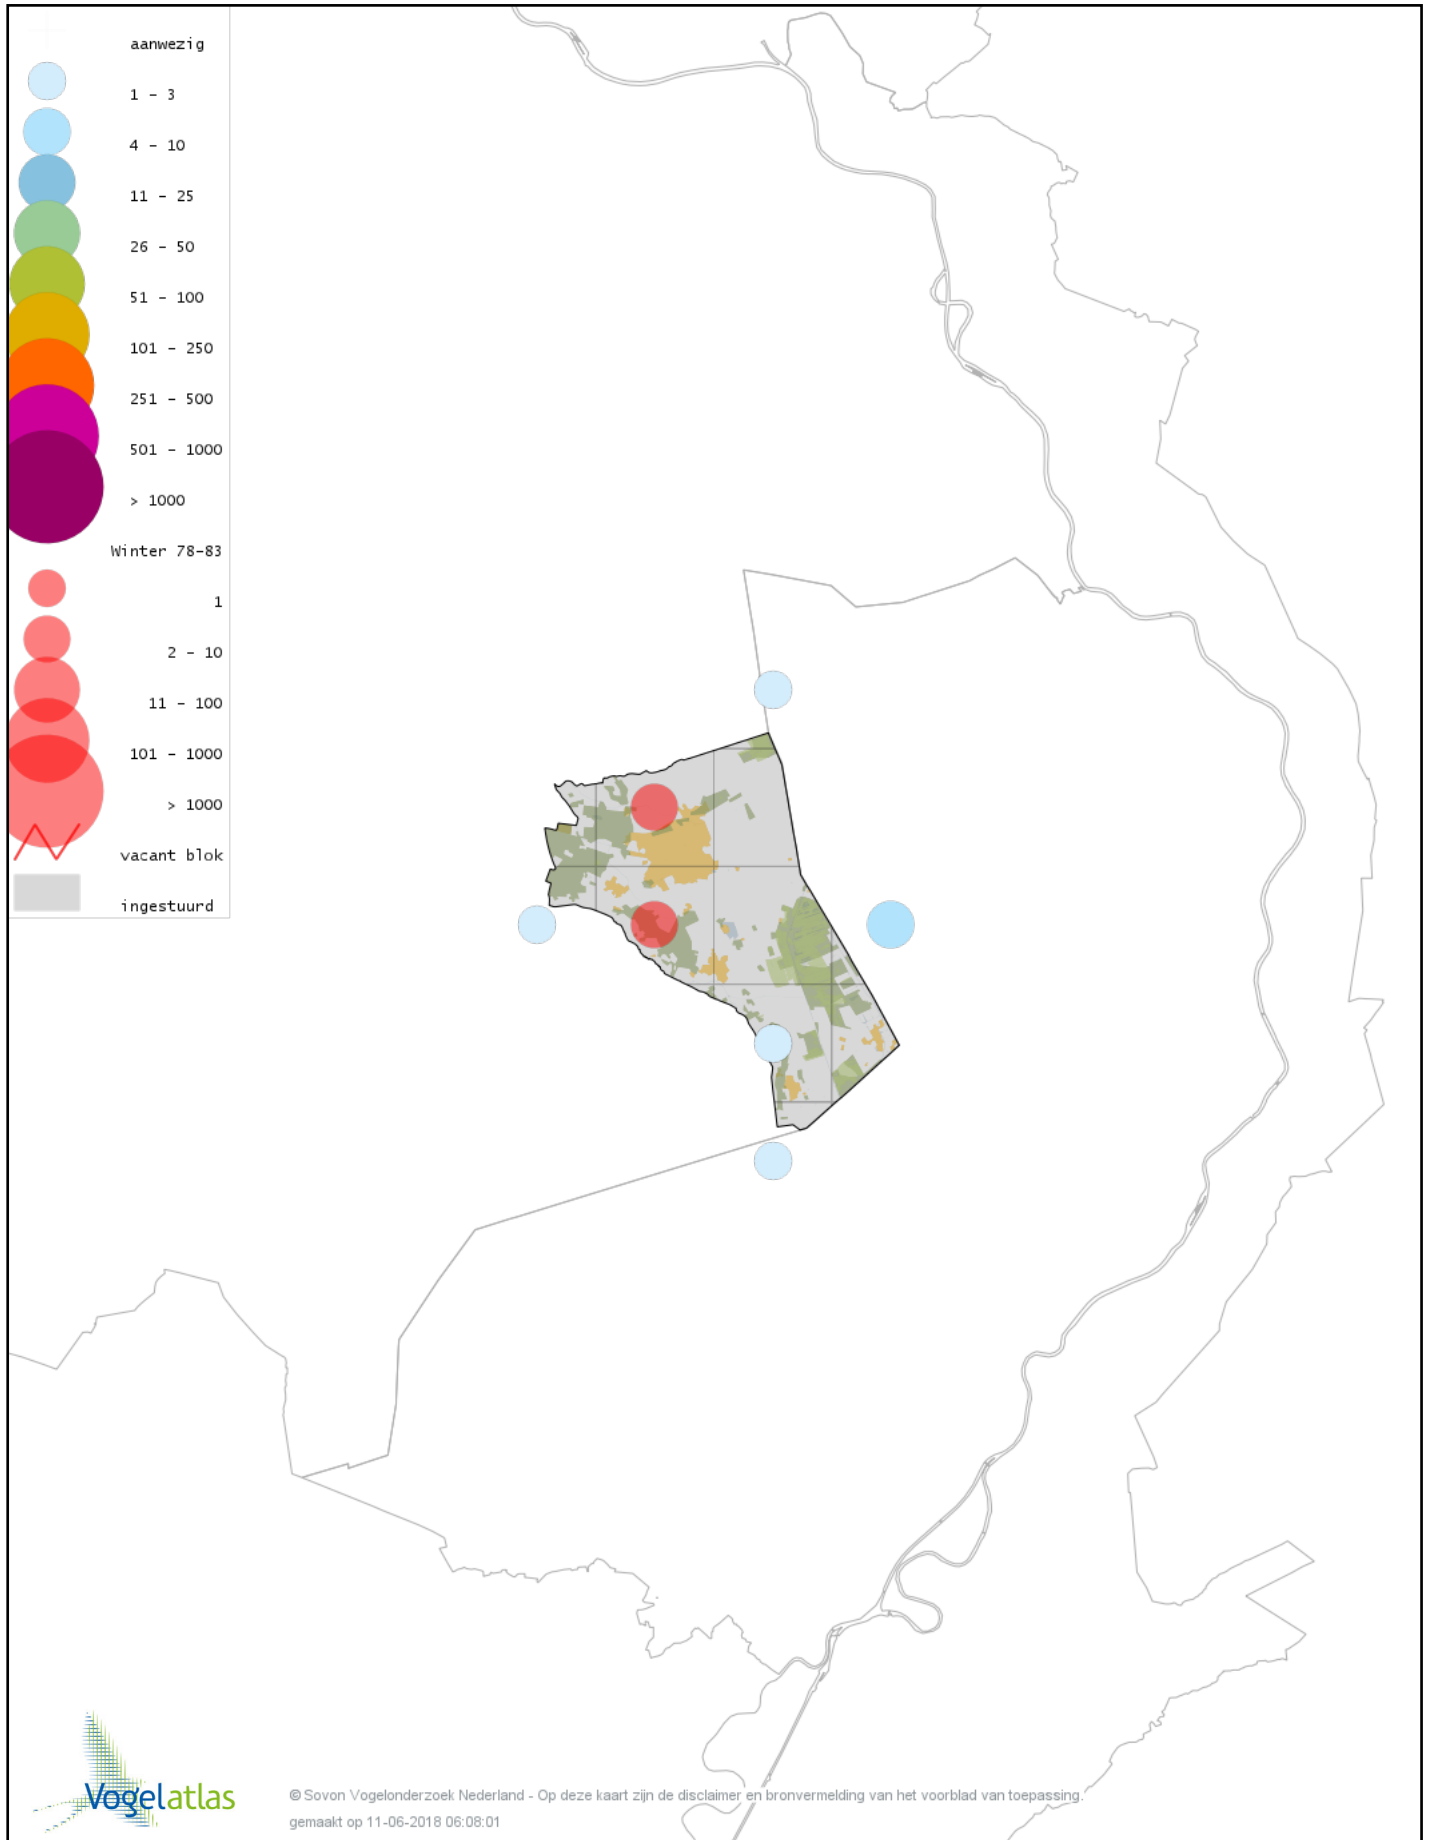 aanwezig
1 - 3
4 - 10
11 - 25
26 - 50
51 - 100
101 - 250
251 - 500
501 - 1000
> 1000
Winter 78-83
1
2 - 10
11 - 100
101 - 1000
> 1000
vacant blok
ingestuurd
Vogelatlas
© Sovon Vogelonderzoek Nederland - Op deze kaart zijn de disclaimer en bronvermelding van het voorblad van toepassing.
gemaakt op 11-06-2018 06:08:01